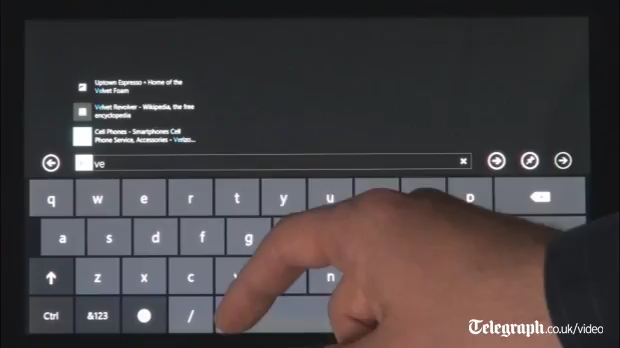 Uptown Espresso - Home of the
Velvet Foam
Velvet Revolver - Wikipedia, the free
encyclopedia
Cell Phones - Smartphones Cell
Phone Service, Accessories - Verizo...
ve
q w e r t y u p
a s d f g
z x c n
Ctrl &123 /
Telegraph.co.uk/video